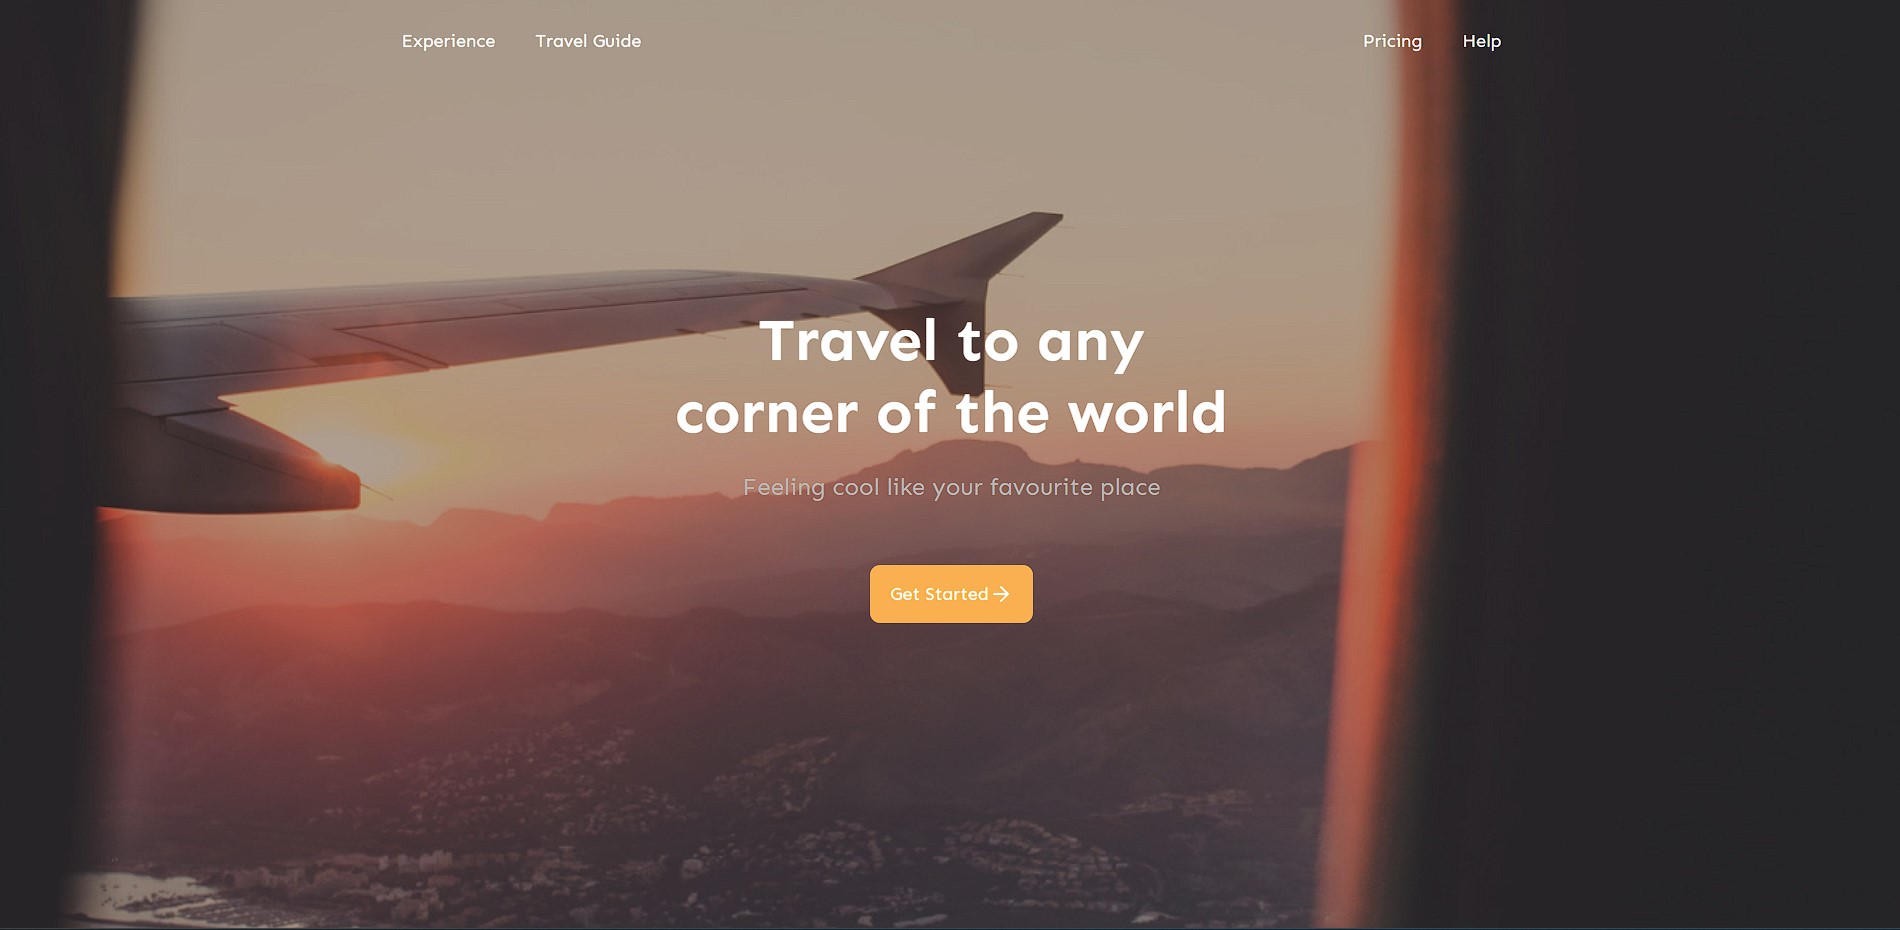 Experience Travel Guide Pricing Help
Travel to any
corner of the world
Feeling cool like your favourite place
Get Started →